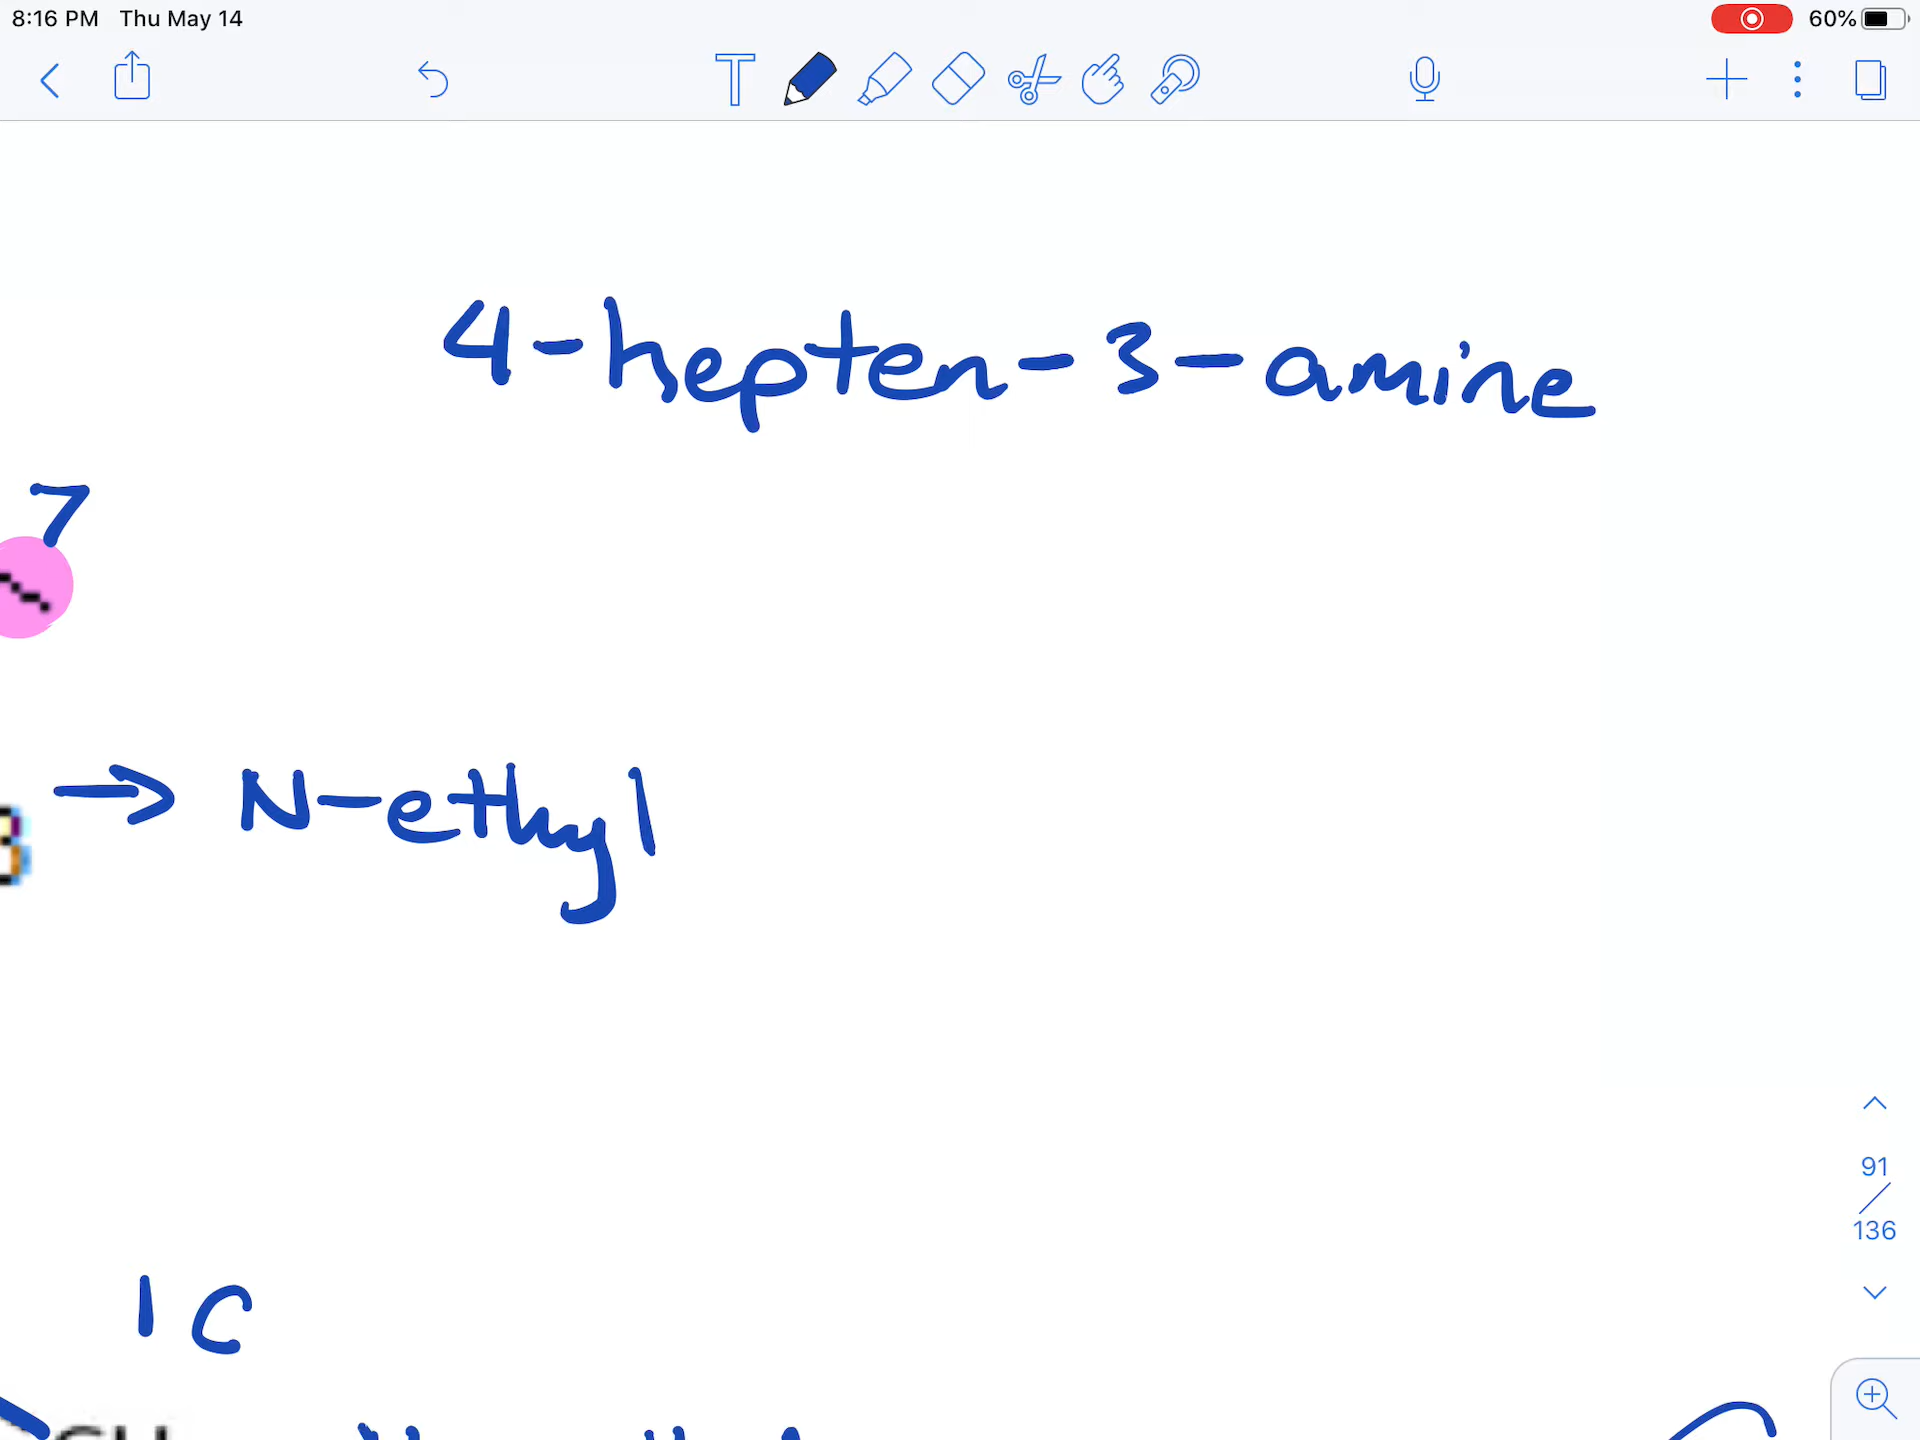 8:16 PM Thu May 14
60%
T
4-hepten-3-amine
7
→ N-ethyl
91
/
136
1 C